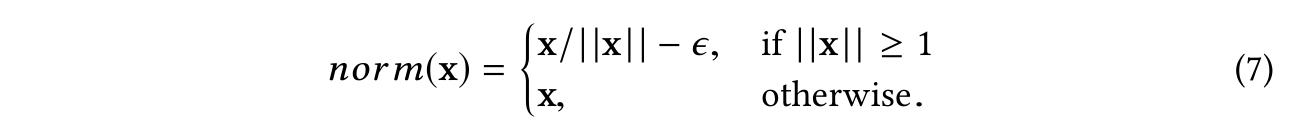 norm(x) = { x/||x|| − ϵ, if ||x|| ≥ 1
x, otherwise.
(7)